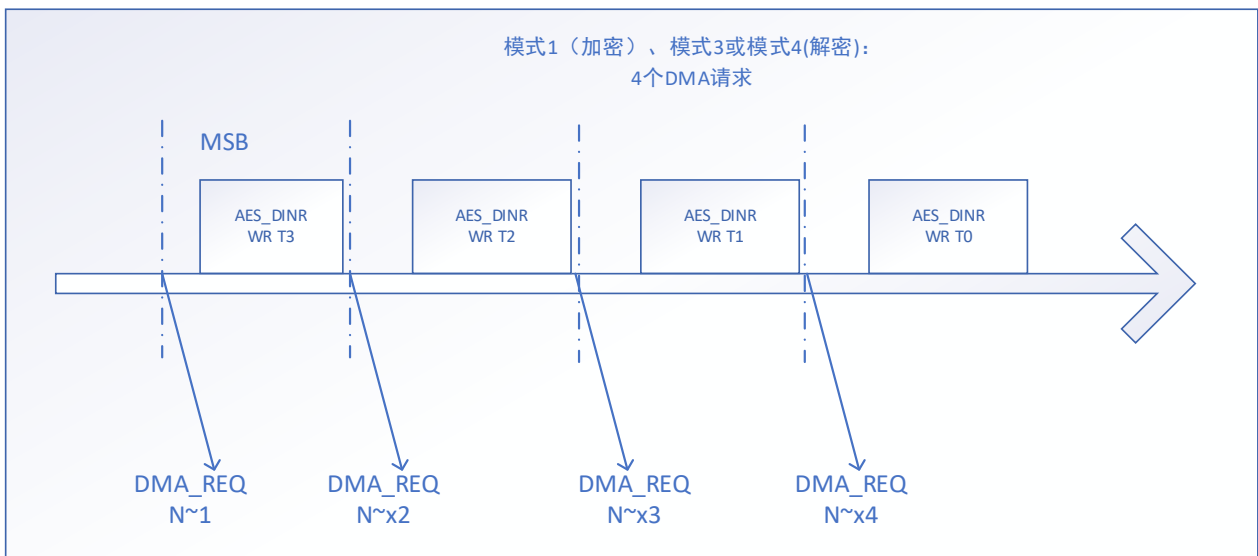 模式1（加密）、模式3或模式4(解密)：
4个DMA请求
MSB
AES_DINR
WR T3
AES_DINR
WR T2
AES_DINR
WR T1
AES_DINR
WR T0
DMA_REQ
N~1
DMA_REQ
N~x2
DMA_REQ
N~x3
DMA_REQ
N~x4